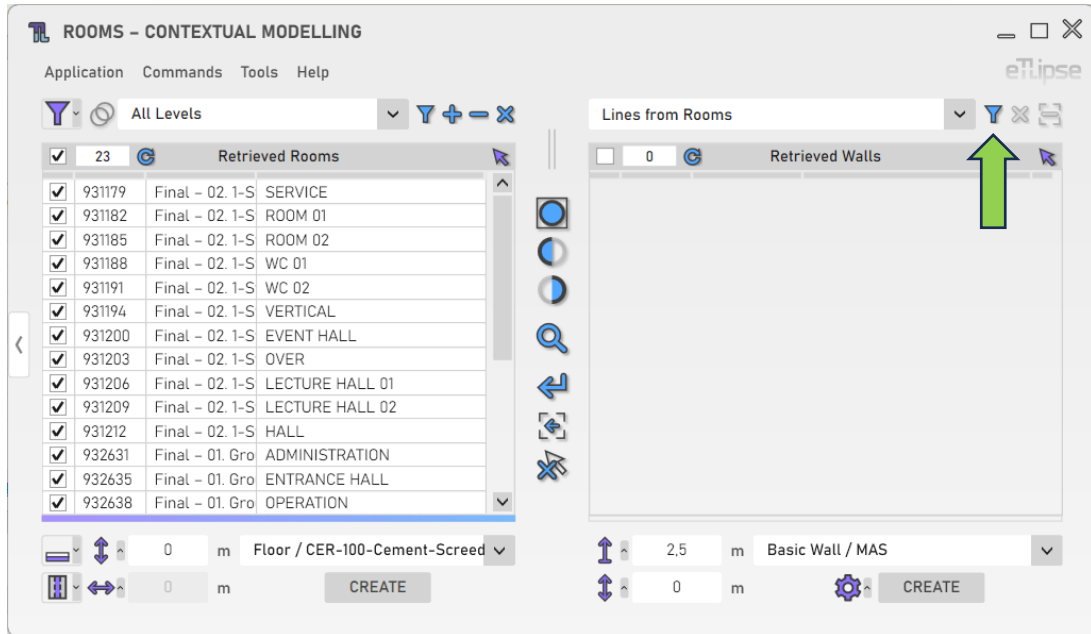 ROOMS – CONTEXTUAL MODELLING
Application Commands Tools Help
eTLipse
All Levels
Lines from Rooms
23 Retrieved Rooms
0 Retrieved Walls
931179 Final – 02. 1-S SERVICE
931182 Final – 02. 1-S ROOM 01
931185 Final – 02. 1-S ROOM 02
931188 Final – 02. 1-S WC 01
931191 Final – 02. 1-S WC 02
931194 Final – 02. 1-S VERTICAL
931200 Final – 02. 1-S EVENT HALL
931203 Final – 02. 1-S OVER
931206 Final – 02. 1-S LECTURE HALL 01
931209 Final – 02. 1-S LECTURE HALL 02
931212 Final – 02. 1-S HALL
932631 Final – 01. Gro ADMINISTRATION
932635 Final – 01. Gro ENTRANCE HALL
932638 Final – 01. Gro OPERATION
0 m Floor / CER-100-Cement-Screed
2,5 m Basic Wall / MAS
0 m CREATE
0 m CREATE